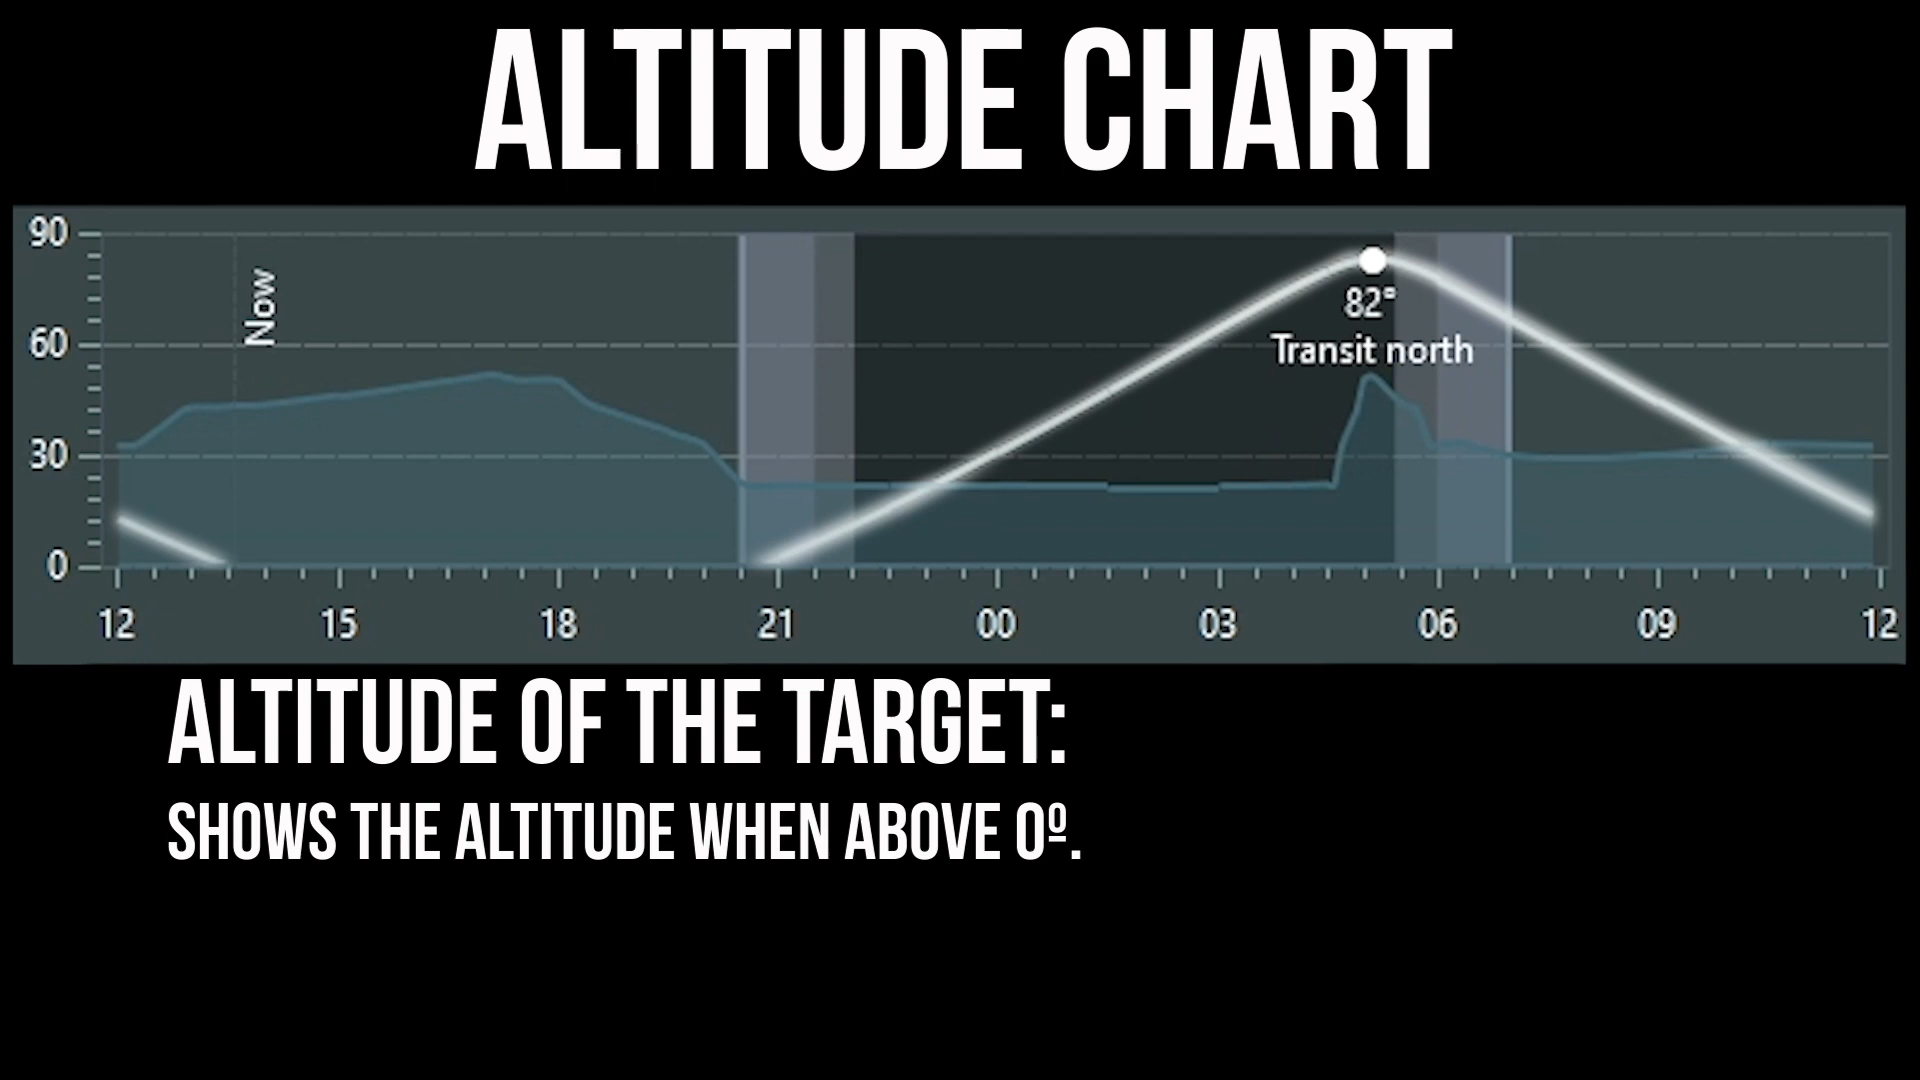 ALTITUDE CHART
90
60
30
0
Now
82°
Transit north
12 15 18 21 00 03 06 09 12
ALTITUDE OF THE TARGET:
SHOWS THE ALTITUDE WHEN ABOVE 0º.